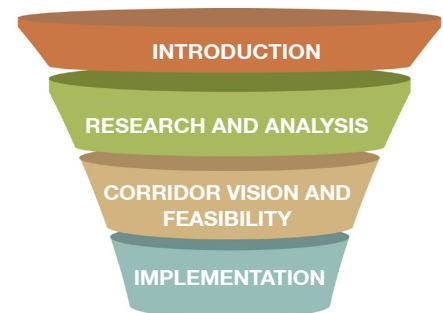 INTRODUCTION
RESEARCH AND ANALYSIS
CORRIDOR VISION AND
FEASIBILITY
IMPLEMENTATION